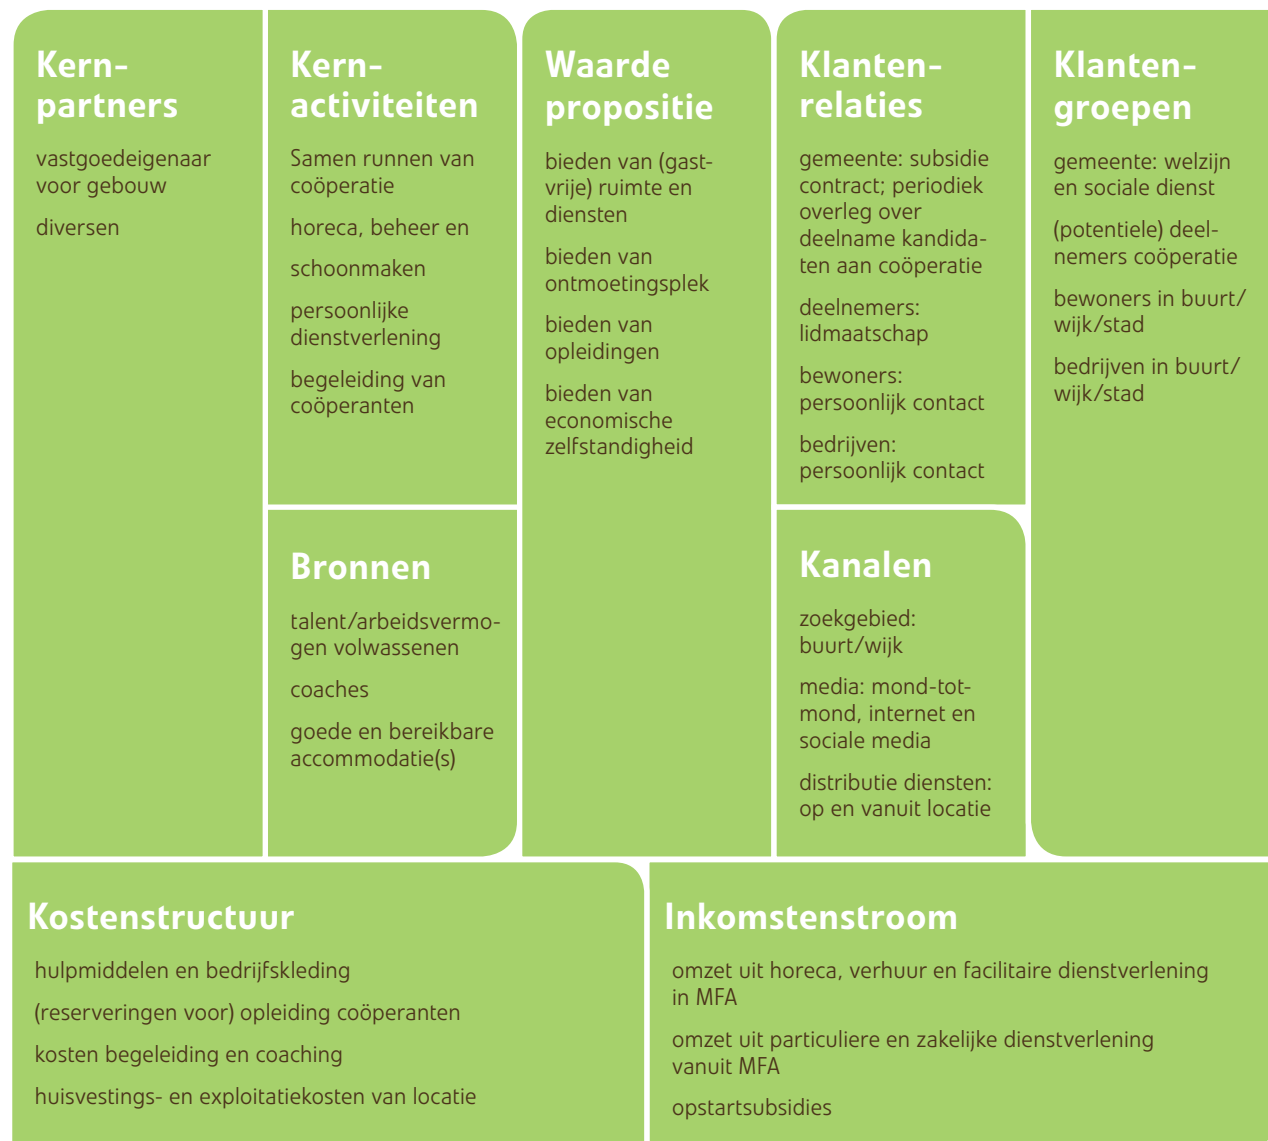 Kern-
partners
vastgoedeigenaar
voor gebouw
diversen
Kern-
activiteiten
Samen runnen van
coöperatie
horeca, beheer en
schoonmaken
persoonlijke
dienstverlening
begeleiding van
coöperanten
Bronnen
talent/arbeidsvermo-
gen volwassenen
coaches
goede en bereikbare
accommodatie(s)
Waarde
propositie
bieden van (gast-
vrije) ruimte en
diensten
bieden van
ontmoetingsplek
bieden van
opleidingen
bieden van
economische
zelfstandigheid
Klanten-
relaties
gemeente: subsidie
contract; periodiek
overleg over
deelname kandida-
ten aan coöperatie
deelnemers:
lidmaatschap
bewoners:
persoonlijk contact
bedrijven:
persoonlijk contact
Kanalen
zoekgebied:
buurt/wijk
media: mond-tot-
mond, internet en
sociale media
distributie diensten:
op en vanuit locatie
Klanten-
groepen
gemeente: welzijn
en sociale dienst
(potentiele) deel-
nemers coöperatie
bewoners in buurt/
wijk/stad
bedrijven in buurt/
wijk/stad
Kostenstructuur
hulpmiddelen en bedrijfskleding
(reserveringen voor) opleiding coöperanten
kosten begeleiding en coaching
huisvestings- en exploitatiekosten van locatie
Inkomstenstroom
omzet uit horeca, verhuur en facilitaire dienstverlening
in MFA
omzet uit particuliere en zakelijke dienstverlening
vanuit MFA
opstartsubsidies